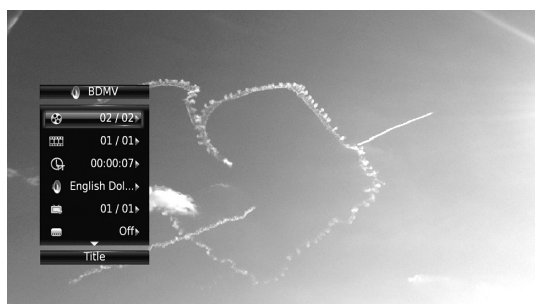 BDMV
02 / 02
01 / 01
00:00:07
English Dol...
01 / 01
Off
Title